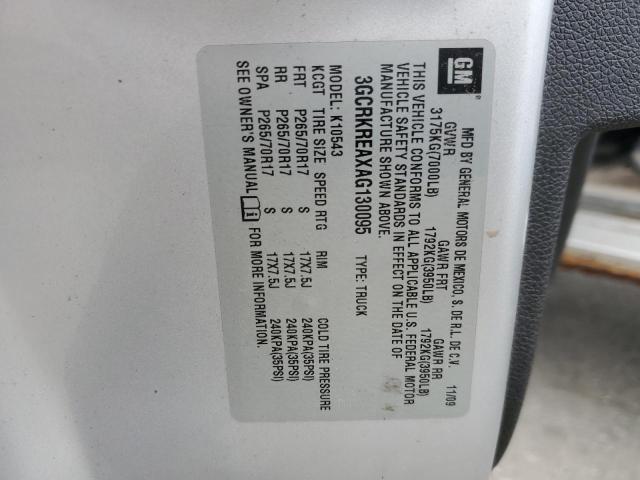 GM
MFD BY GENERAL MOTORS DE MEXICO, S. DE R.L. DE C.V. 11/09
GVWR GAWR FRT GAWR RR
3175KG(7000LB) 1792KG(3950LB) 1792KG(3950LB)
THIS VEHICLE CONFORMS TO ALL APPLICABLE U.S. FEDERAL MOTOR
VEHICLE SAFETY STANDARDS IN EFFECT ON THE DATE OF
MANUFACTURE SHOWN ABOVE.
3GCRKREAXAG130095 TYPE: TRUCK
MODEL: K10543
KCGT TIRE SIZE SPEED RTG RIM COLD TIRE PRESSURE
FRT P265/70R17 S 17X7.5J 240KPA(35PSI)
RR P265/70R17 S 17X7.5J 240KPA(35PSI)
SPA P265/70R17 S 17X7.5J 240KPA(35PSI)
SEE OWNER'S MANUAL FOR MORE INFORMATION.